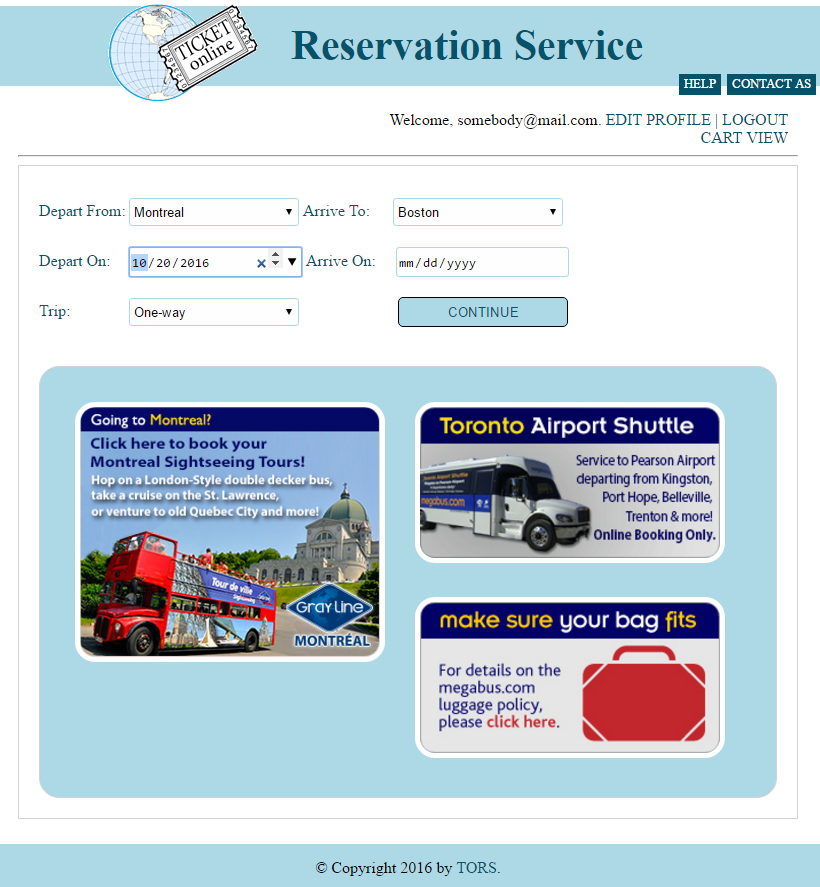 TICKET
online
Reservation Service
HELP
CONTACT AS
Welcome, somebody@mail.com. EDIT PROFILE | LOGOUT
CART VIEW
Depart From: Montreal Arrive To: Boston
Depart On: 10/20/2016 Arrive On: mm/dd/yyyy
Trip: One-way CONTINUE
Going to Montreal?
Click here to book your
Montreal Sightseeing Tours!
Hop on a London-Style double decker bus,
take a cruise on the St. Lawrence,
or venture to old Quebec City and more!
Tour de ville
Sightseeing
Gray Line
MONTRÉAL
Toronto Airport Shuttle
Service to Pearson Airport
departing from Kingston,
Port Hope, Belleville,
Trenton & more!
Online Booking Only.
megabus.com
make sure your bag fits
For details on the
megabus.com
luggage policy,
please click here.
© Copyright 2016 by TORS.